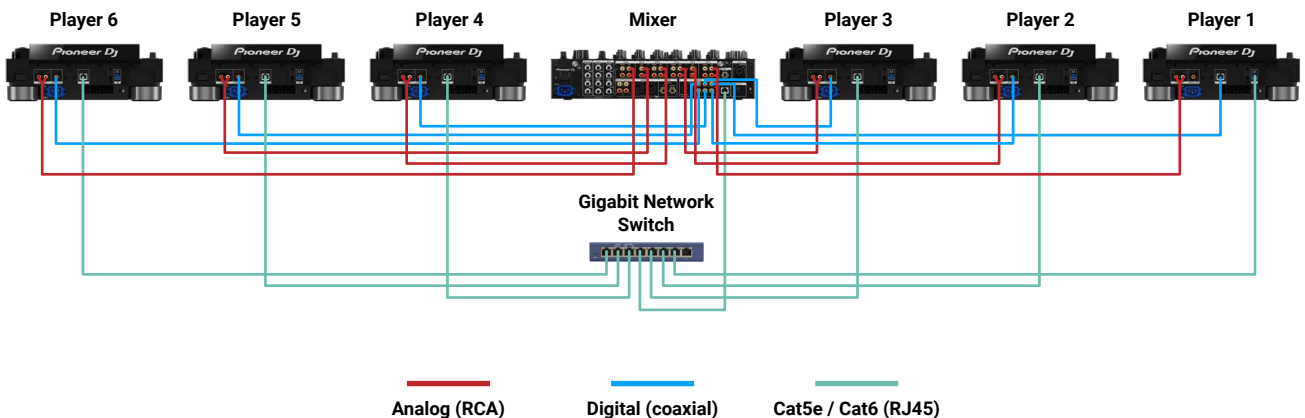 Player 6
Player 5
Player 4
Mixer
Player 3
Player 2
Player 1
Pioneer Dj
Pioneer Dj
Pioneer Dj
Pioneer Dj
Pioneer Dj
Pioneer Dj
Gigabit Network
Switch
Analog (RCA)
Digital (coaxial)
Cat5e / Cat6 (RJ45)